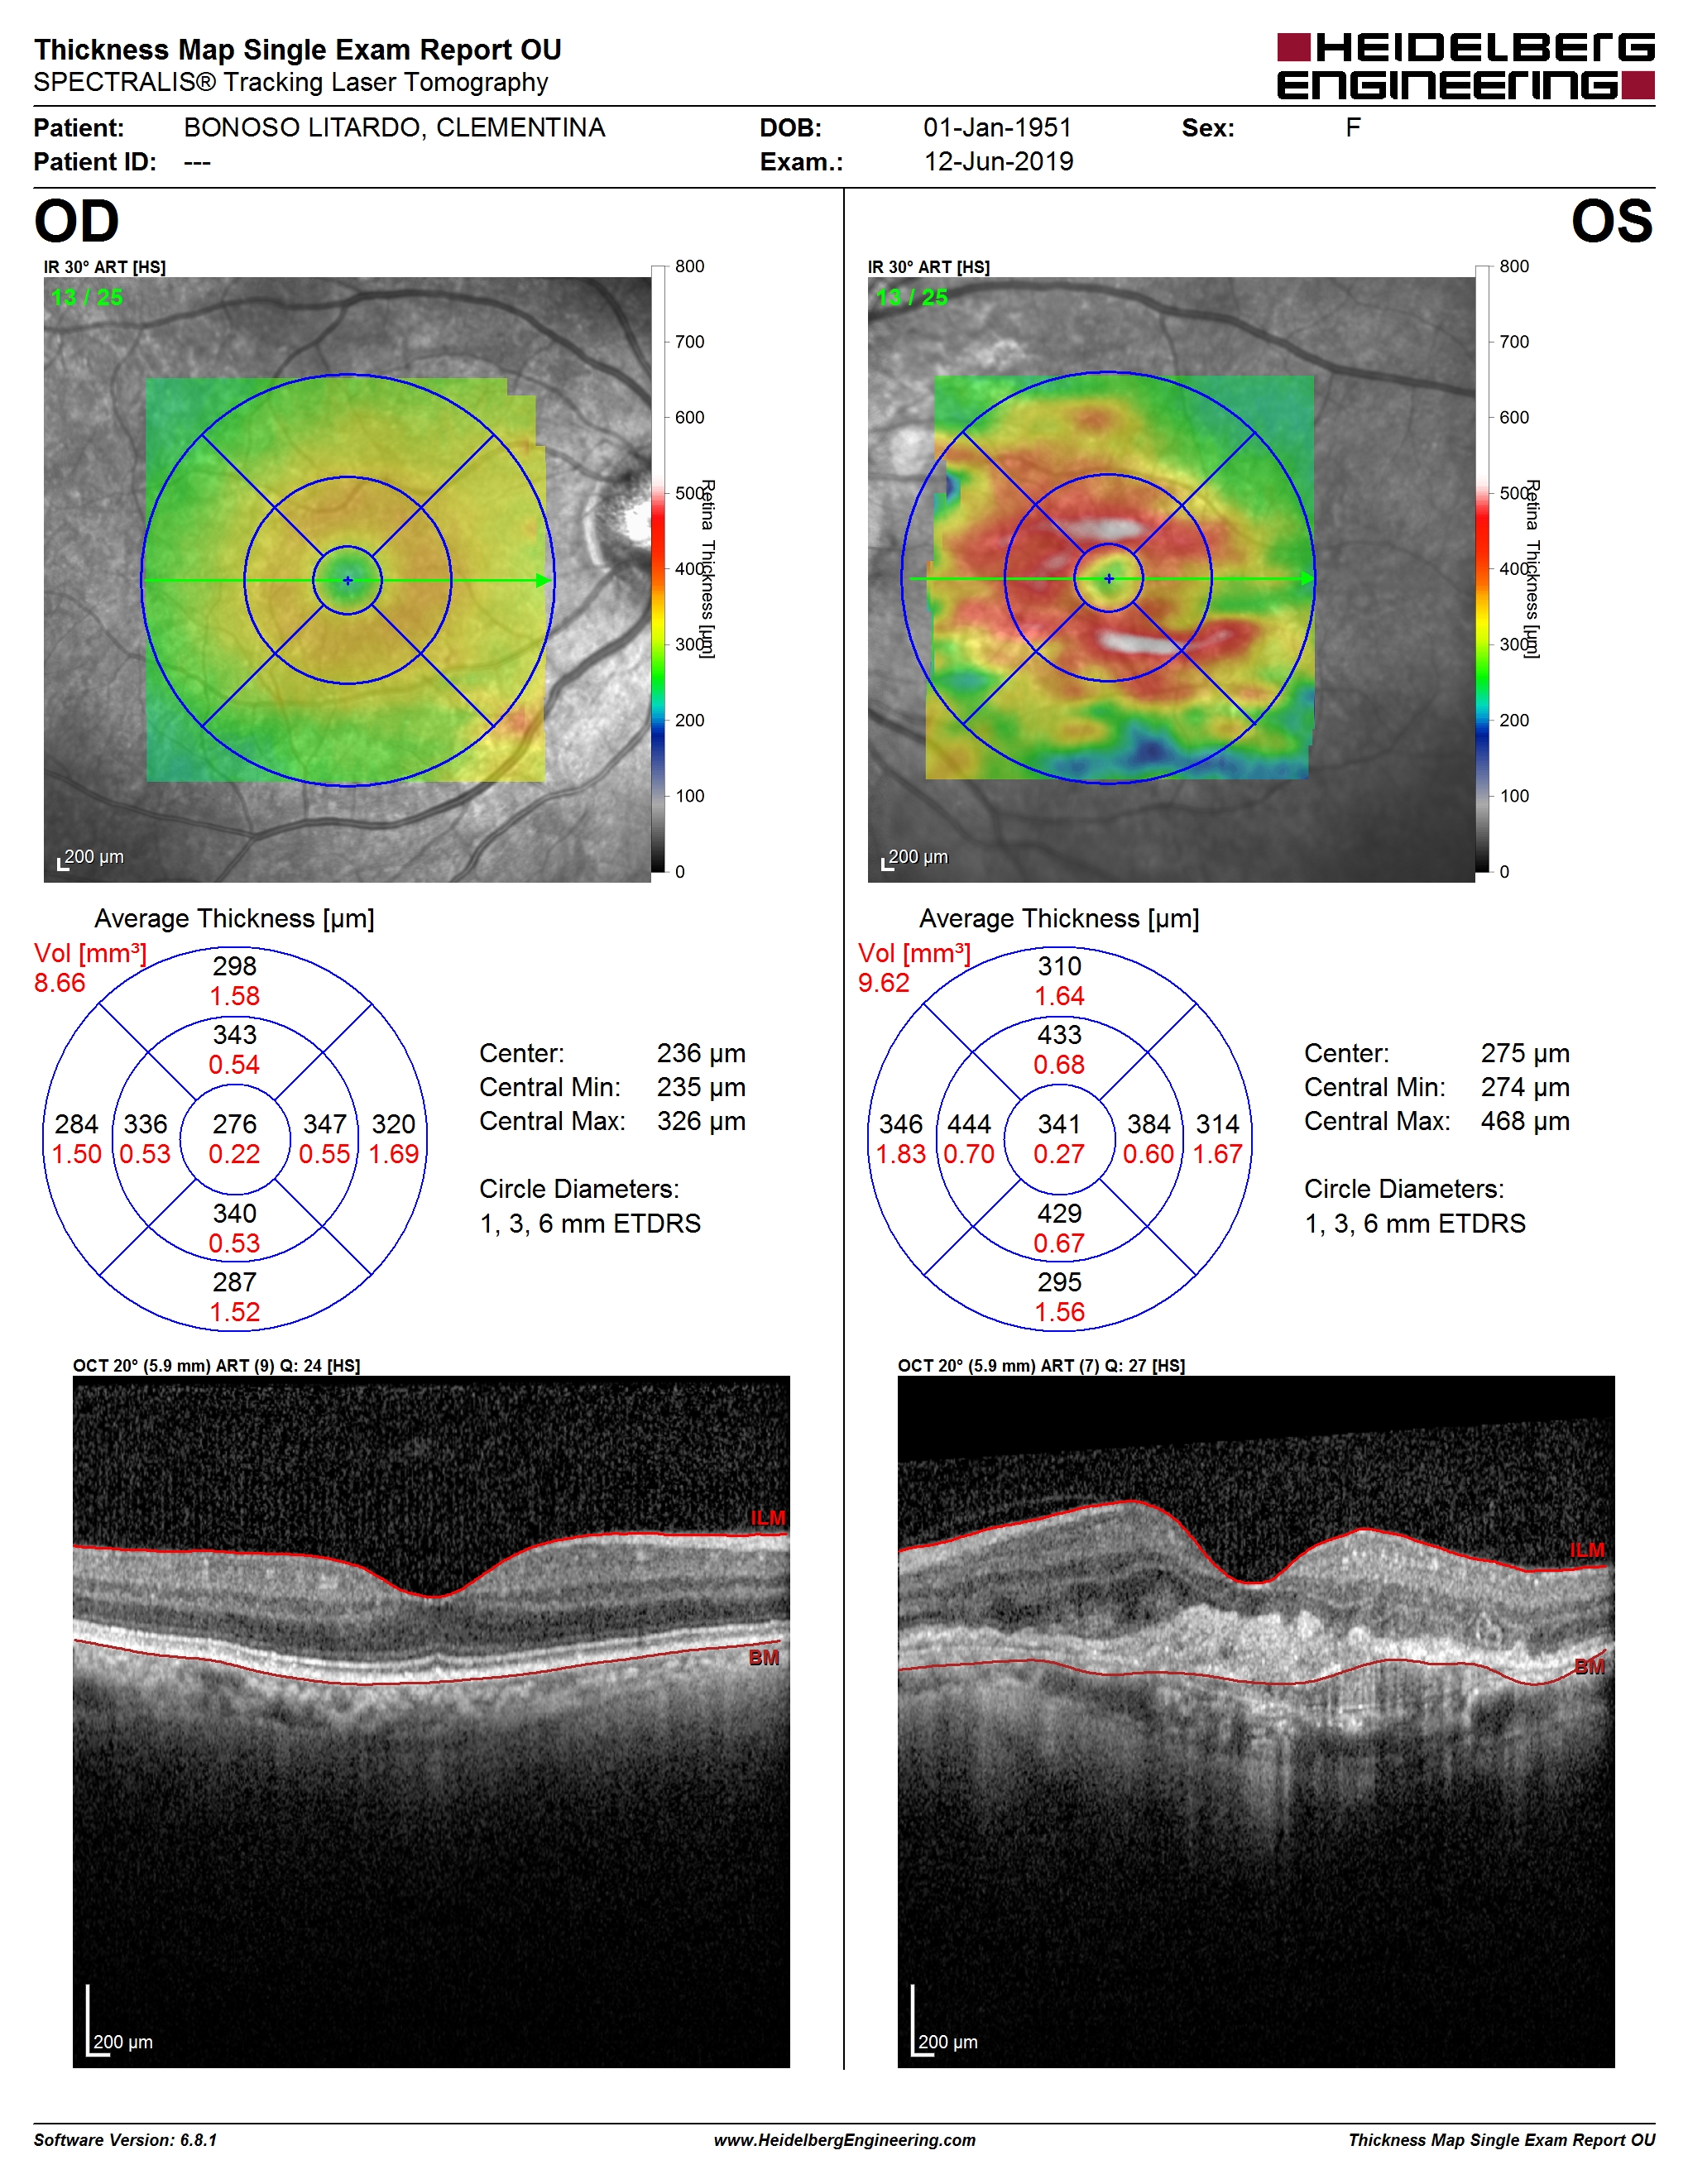 Thickness Map Single Exam Report OU
SPECTRALIS® Tracking Laser Tomography
HEIDELBERG
ENGINEERING
Patient: BONOSO LITARDO, CLEMENTINA DOB: 01-Jan-1951 Sex: F
Patient ID: --- Exam.: 12-Jun-2019
OD
IR 30° ART [HS]
13 / 25
200 µm
800
700
600
500
400
300
200
100
0
Retina Thickness [µm]
Average Thickness [µm]
Vol [mm³]
8.66
298
1.58
343
0.54
284 336 276 347 320
1.50 0.53 0.22 0.55 1.69
340
0.53
287
1.52
Center: 236 µm
Central Min: 235 µm
Central Max: 326 µm
Circle Diameters:
1, 3, 6 mm ETDRS
OCT 20° (5.9 mm) ART (9) Q: 24 [HS]
ILM
BM
200 µm
OS
IR 30° ART [HS]
13 / 25
200 µm
800
700
600
500
400
300
200
100
0
Retina Thickness [µm]
Average Thickness [µm]
Vol [mm³]
9.62
310
1.64
433
0.68
346 444 341 384 314
1.83 0.70 0.27 0.60 1.67
429
0.67
295
1.56
Center: 275 µm
Central Min: 274 µm
Central Max: 468 µm
Circle Diameters:
1, 3, 6 mm ETDRS
OCT 20° (5.9 mm) ART (7) Q: 27 [HS]
ILM
BM
200 µm
Software Version: 6.8.1 www.HeidelbergEngineering.com Thickness Map Single Exam Report OU